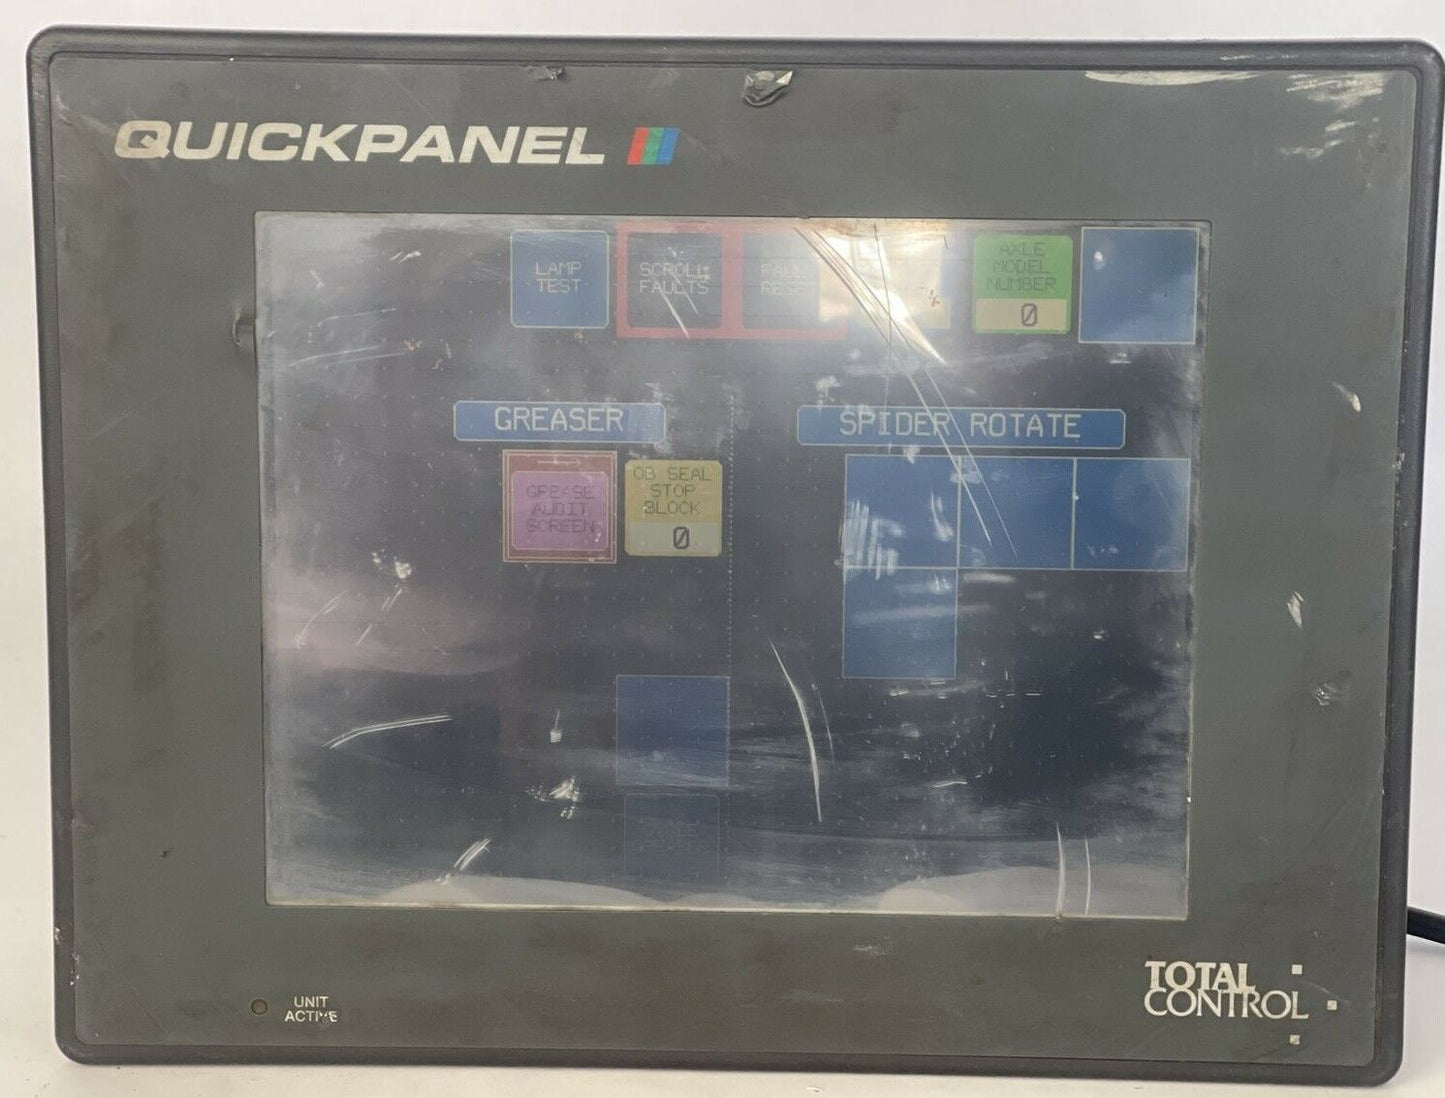 QUICKPANEL
LAMP
TEST
SCROLL
FAULTS
AXLE
MODEL
NUMBER
0
GREASER
SPIDER ROTATE
GREASE
AUDIT
SCREEN
OB SEAL
STOP
BLOCK
0
UNIT
ACTIVE
TOTAL
CONTROL